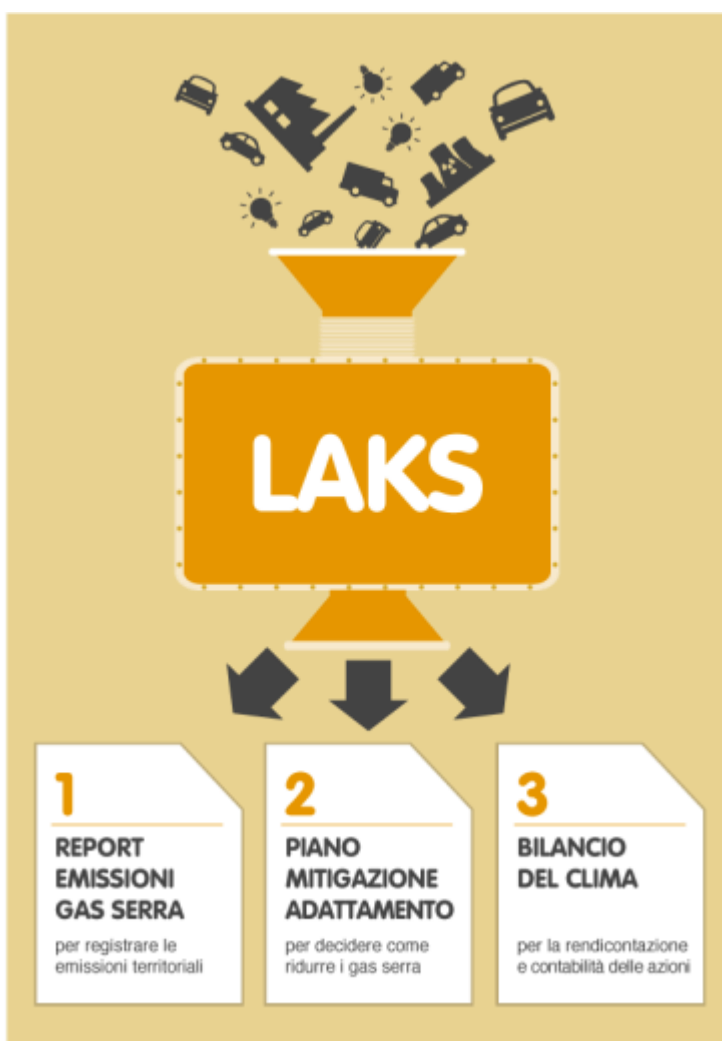 LAKS
1
REPORT
EMISSIONI
GAS SERRA
per registrare le
emissioni territoriali
2
PIANO
MITIGAZIONE
ADATTAMENTO
per decidere come
ridurre i gas serra
3
BILANCIO
DEL CLIMA
per la rendicontazione
e contabilità delle azioni